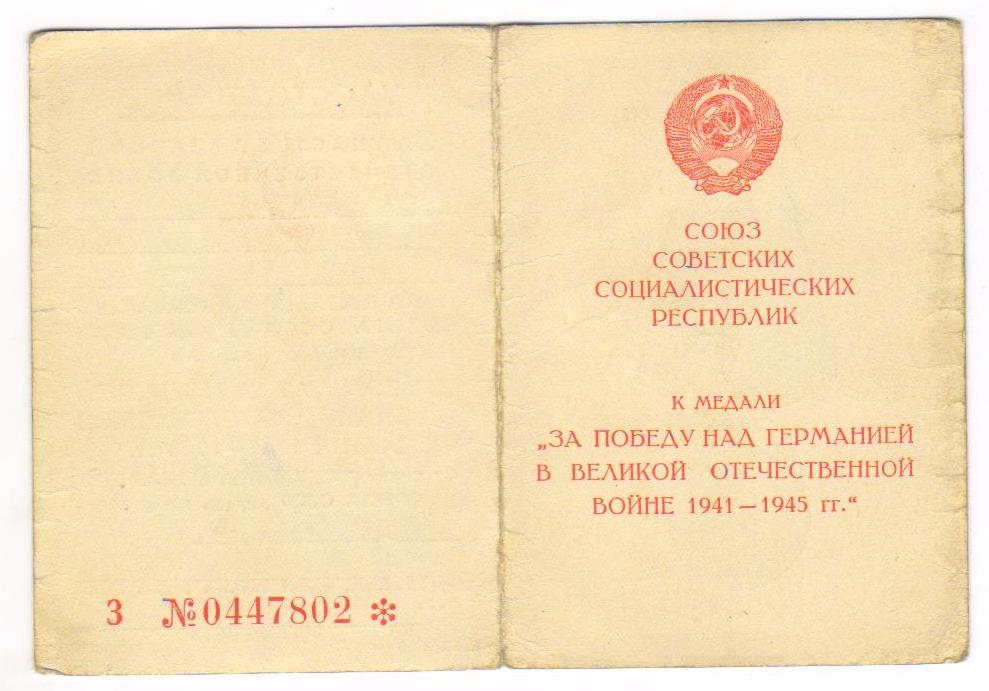 З №0447802 *
СОЮЗ
СОВЕТСКИХ
СОЦИАЛИСТИЧЕСКИХ
РЕСПУБЛИК
К МЕДАЛИ
„ЗА ПОБЕДУ НАД ГЕРМАНИЕЙ
В ВЕЛИКОЙ ОТЕЧЕСТВЕННОЙ
ВОЙНЕ 1941—1945 гг.“